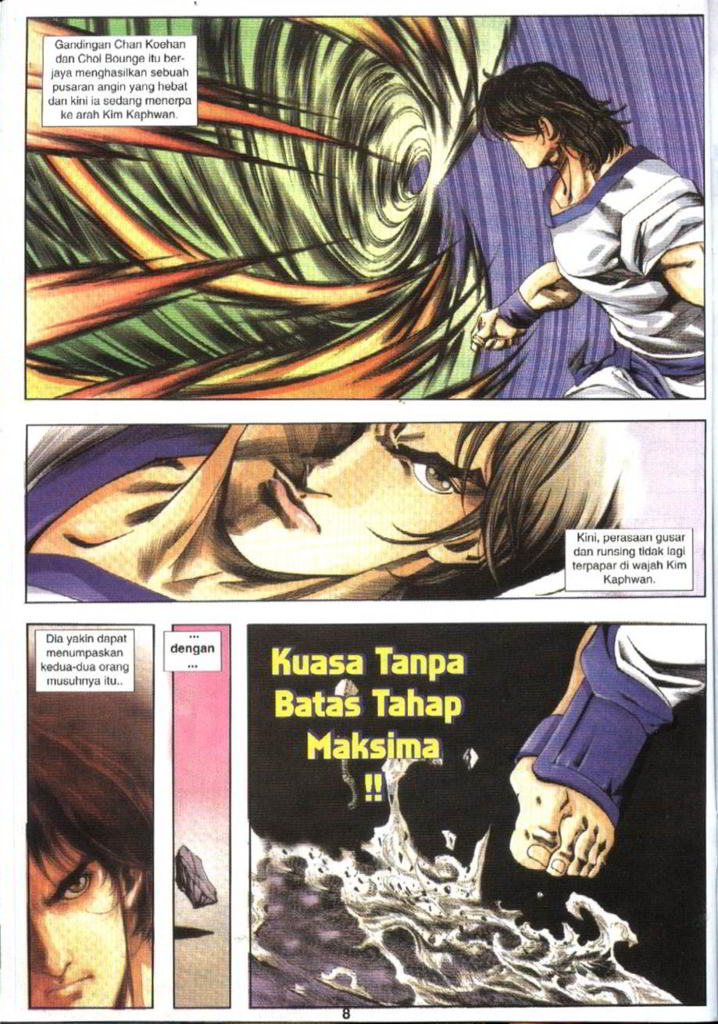 Gandingan Chan Koehan
dan Choi Bounge itu ber-
jaya menghasilkan sebuah
pusaran angin yang hebat
dan kini ia sedang menerpa
ke arah Kim Kaphwan.
Kini, perasaan gusar
dan runsing tidak lagi
terpapar di wajah Kim
Kaphwan.
Dia yakin dapat
menumpaskan
kedua-dua orang
musuhnya itu..
...
dengan
...
Kuasa Tanpa
Batas Tahap
Maksima
!!
8